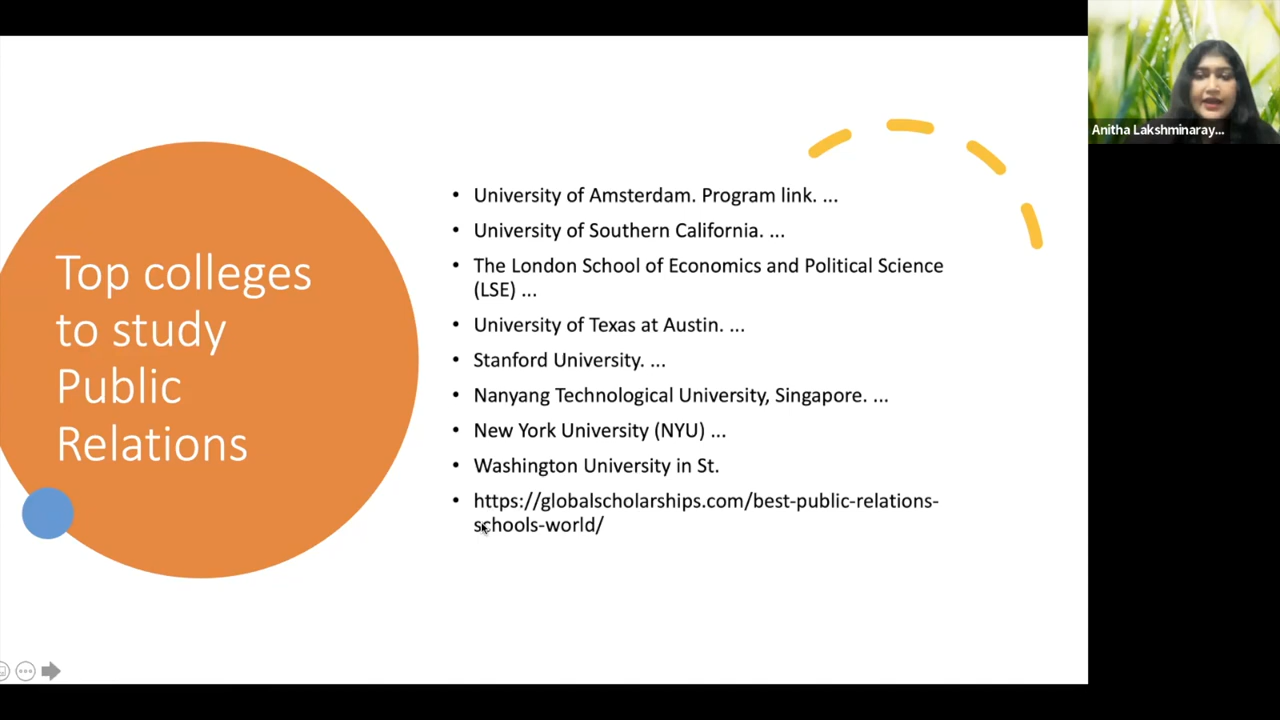 Top colleges
to study
Public
Relations
• University of Amsterdam. Program link. ...
• University of Southern California. ...
• The London School of Economics and Political Science
(LSE) ...
• University of Texas at Austin. ...
• Stanford University. ...
• Nanyang Technological University, Singapore. ...
• New York University (NYU) ...
• Washington University in St.
• https://globalscholarships.com/best-public-relations-
schools-world/
Anitha Lakshminaray...